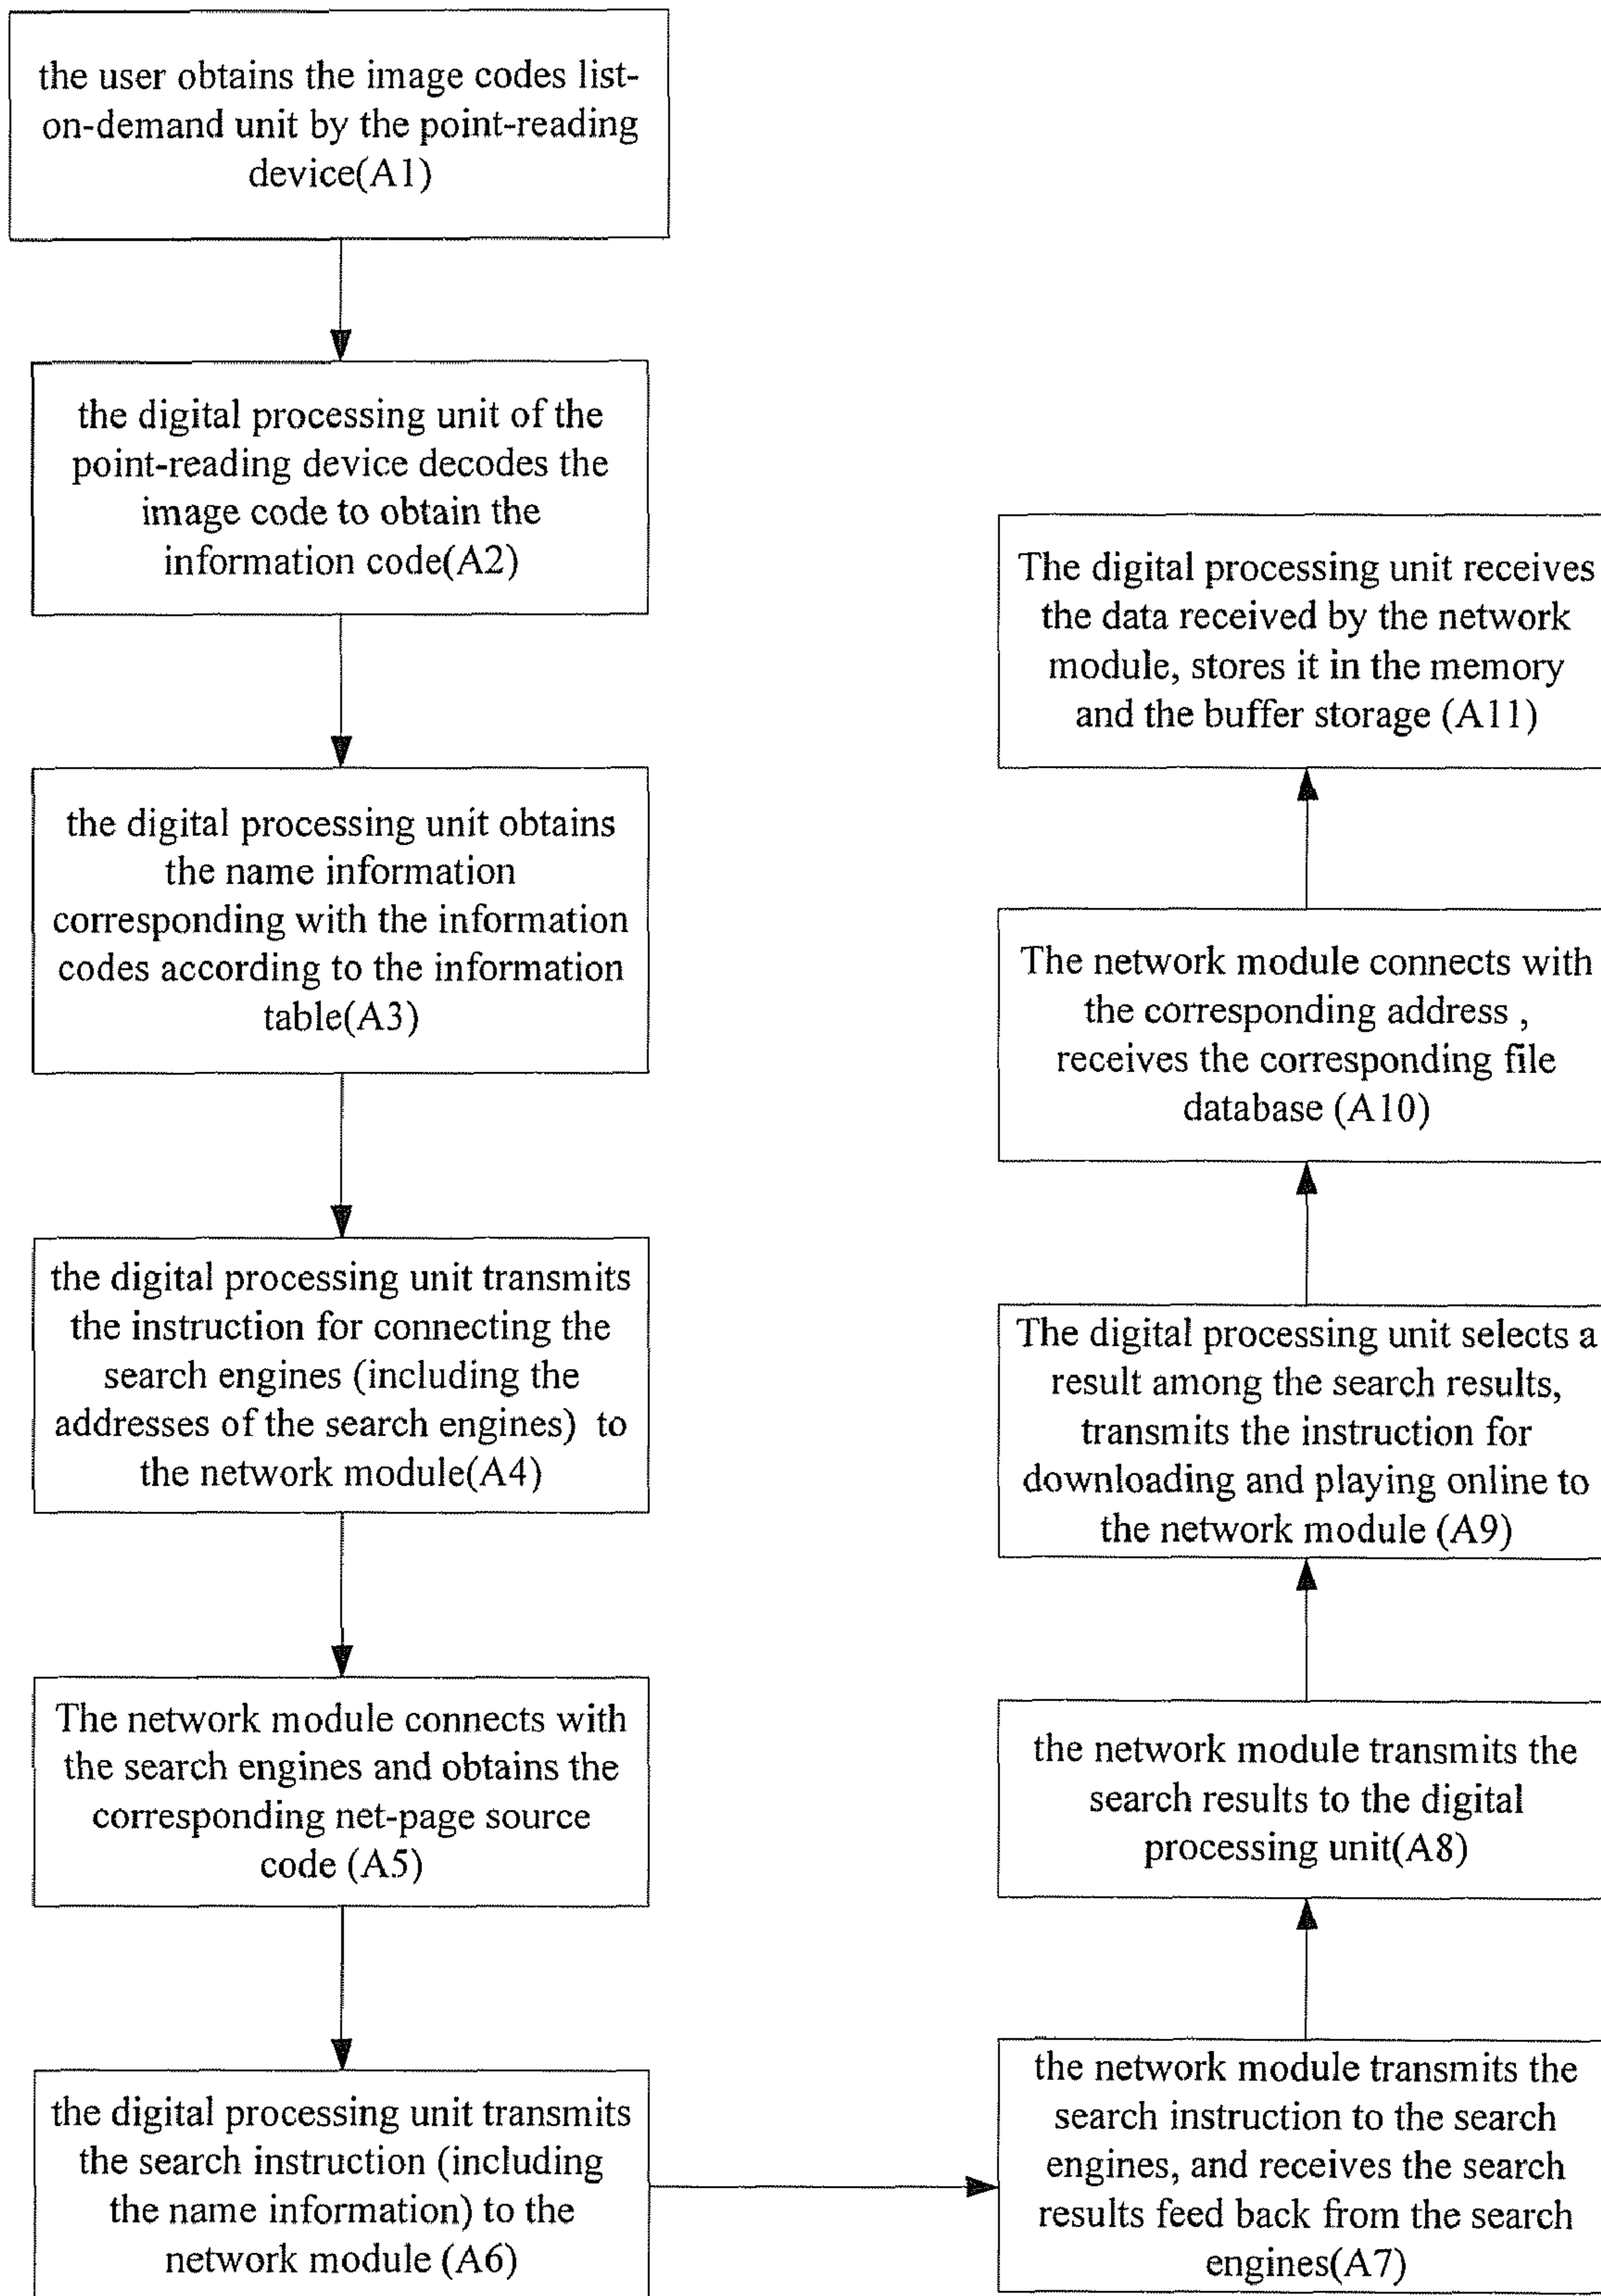 the user obtains the image codes list-
on-demand unit by the point-reading
device(A1)
the digital processing unit of the
point-reading device decodes the
image code to obtain the
information code(A2)
the digital processing unit obtains
the name information
corresponding with the information
codes according to the information
table(A3)
the digital processing unit transmits
the instruction for connecting the
search engines (including the
addresses of the search engines) to
the network module(A4)
The network module connects with
the search engines and obtains the
corresponding net-page source
code (A5)
the digital processing unit transmits
the search instruction (including
the name information) to the
network module (A6)
the network module transmits the
search instruction to the search
engines, and receives the search
results feed back from the search
engines(A7)
the network module transmits the
search results to the digital
processing unit(A8)
The digital processing unit selects a
result among the search results,
transmits the instruction for
downloading and playing online to
the network module (A9)
The network module connects with
the corresponding address ,
receives the corresponding file
database (A10)
The digital processing unit receives
the data received by the network
module, stores it in the memory
and the buffer storage (A11)